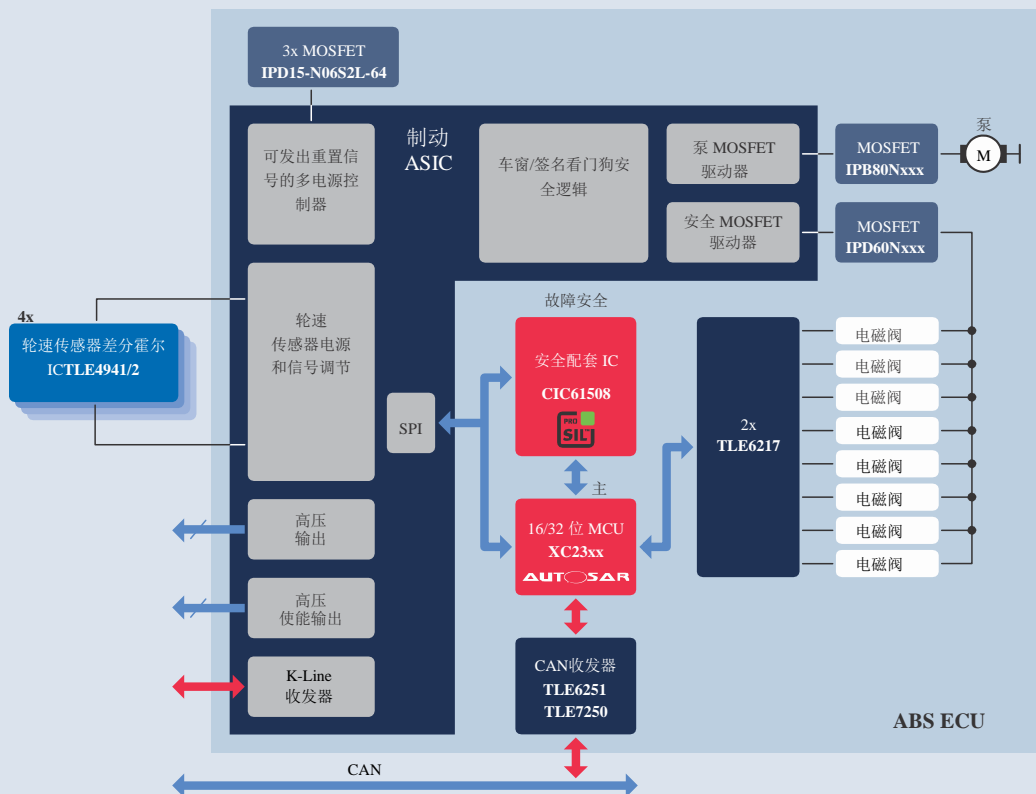 3x MOSFET
IPD15-N06S2L-64
制动
ASIC
可发出重置信
号的多电源控
制器
车窗/签名看门狗安
全逻辑
泵 MOSFET
驱动器
MOSFET
IPB80Nxxx
泵
M
安全 MOSFET
驱动器
MOSFET
IPD60Nxxx
4x
轮速传感器差分霍尔
ICTLE4941/2
轮速
传感器电源
和信号调节
SPI
故障安全
安全配套 IC
CIC61508
PRO
SIL
主
16/32 位 MCU
XC23xx
AUTOSAR
2x
TLE6217
电磁阀
电磁阀
电磁阀
电磁阀
电磁阀
电磁阀
电磁阀
电磁阀
高压
输出
高压
使能输出
K-Line
收发器
CAN收发器
TLE6251
TLE7250
ABS ECU
CAN